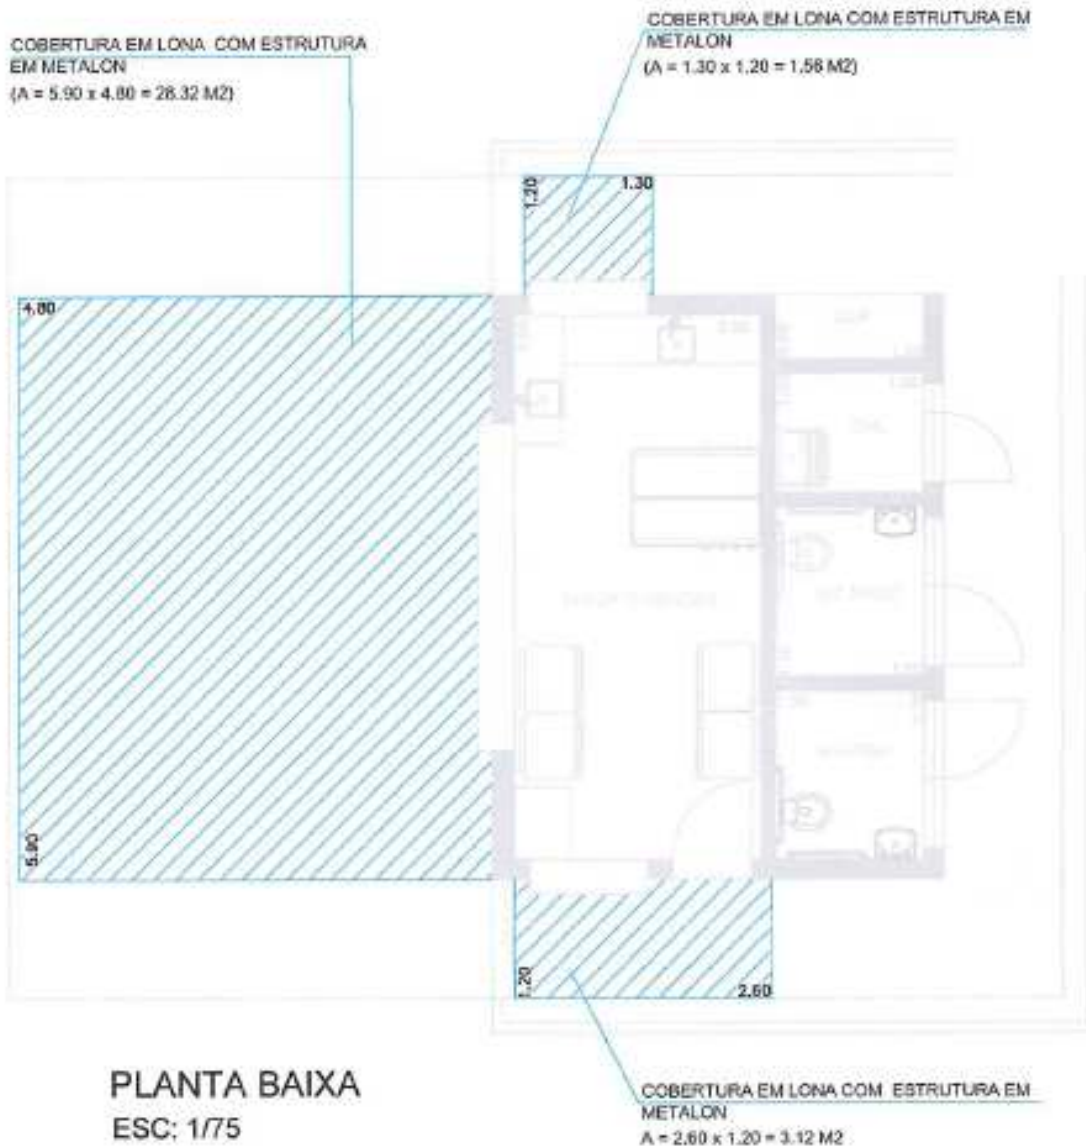 COBERTURA EM LONA COM ESTRUTURA
EM METALON
(A = 5.90 x 4.80 = 28.32 M2)
COBERTURA EM LONA COM ESTRUTURA EM
METALON
(A = 1.30 x 1.20 = 1.56 M2)
1.20
1.30
4.80
5.90
1.20
2.60
PLANTA BAIXA
ESC: 1/75
COBERTURA EM LONA COM ESTRUTURA EM
METALON
A = 2.60 x 1.20 = 3.12 M2